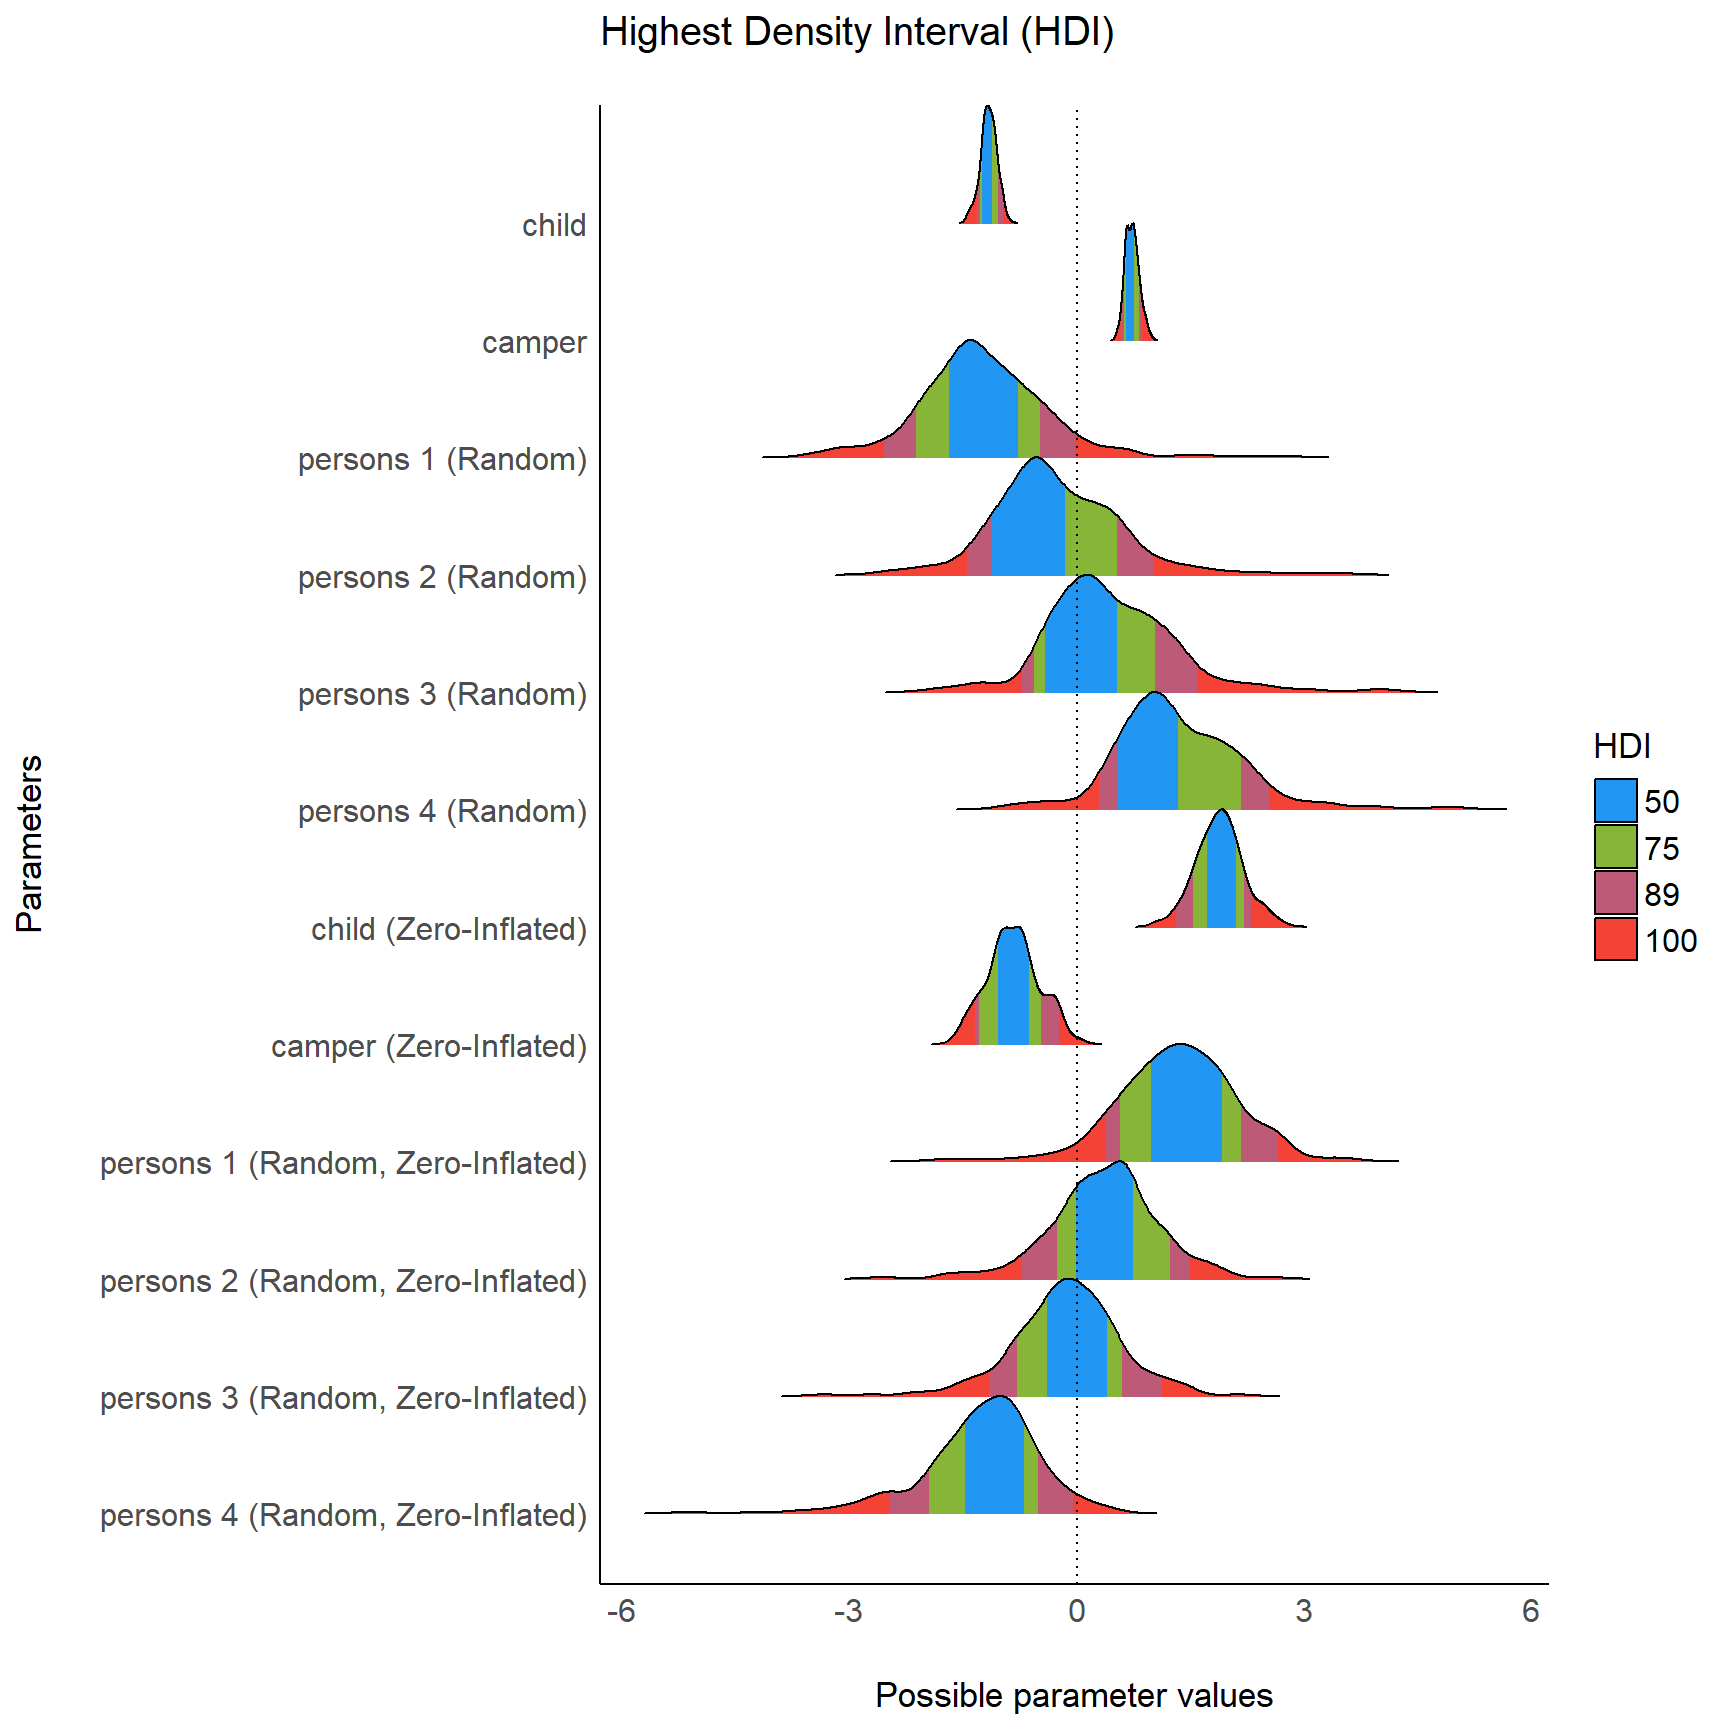 Highest Density Interval (HDI)
child
camper
persons 1 (Random)
persons 2 (Random)
persons 3 (Random)
persons 4 (Random)
child (Zero-Inflated)
camper (Zero-Inflated)
persons 1 (Random, Zero-Inflated)
persons 2 (Random, Zero-Inflated)
persons 3 (Random, Zero-Inflated)
persons 4 (Random, Zero-Inflated)
Parameters
-6 -3 0 3 6
Possible parameter values
HDI
50
75
89
100